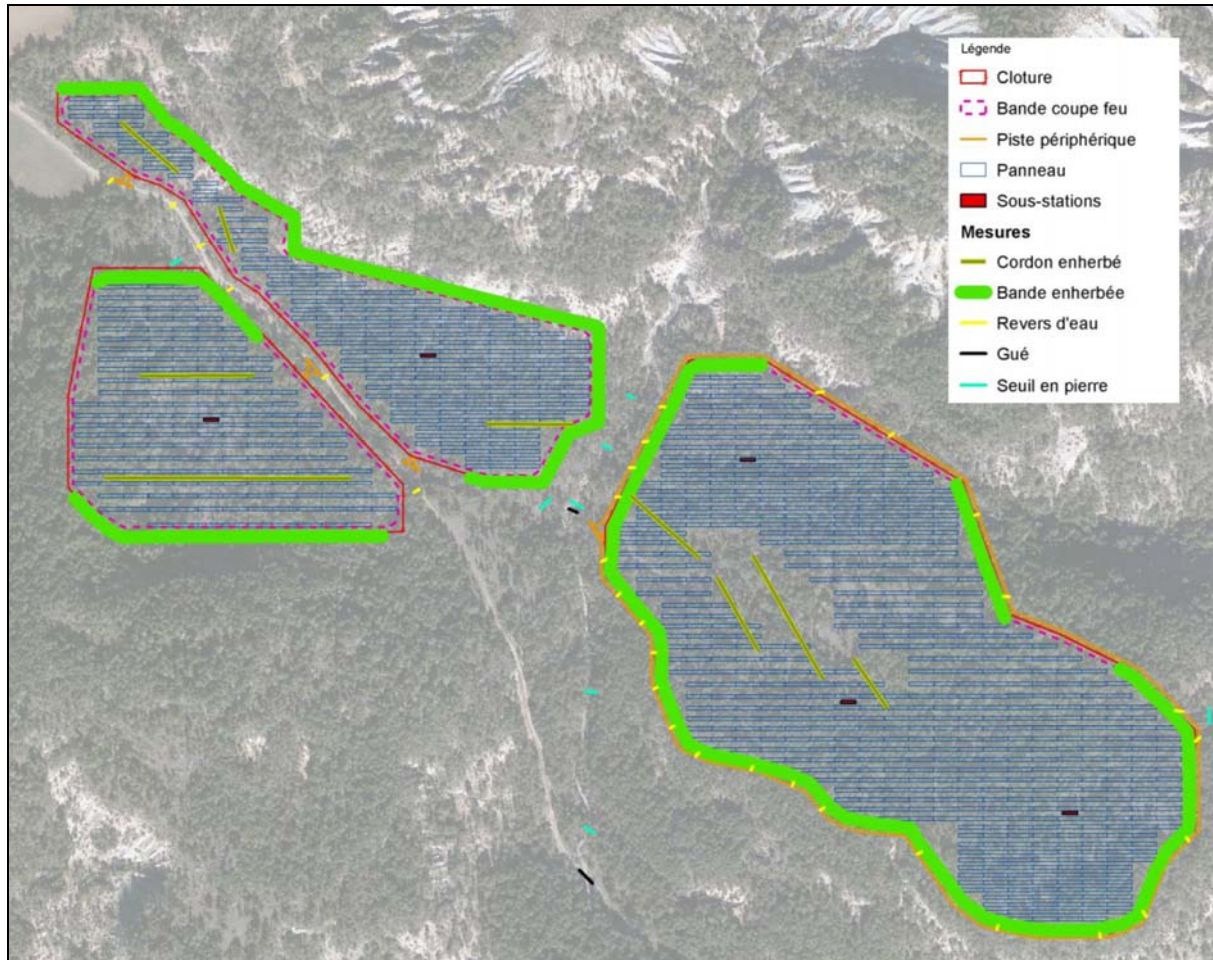 Légende
Cloture
Bande coupe feu
Piste périphérique
Panneau
Sous-stations
Mesures
Cordon enherbé
Bande enherbée
Revers d'eau
Gué
Seuil en pierre